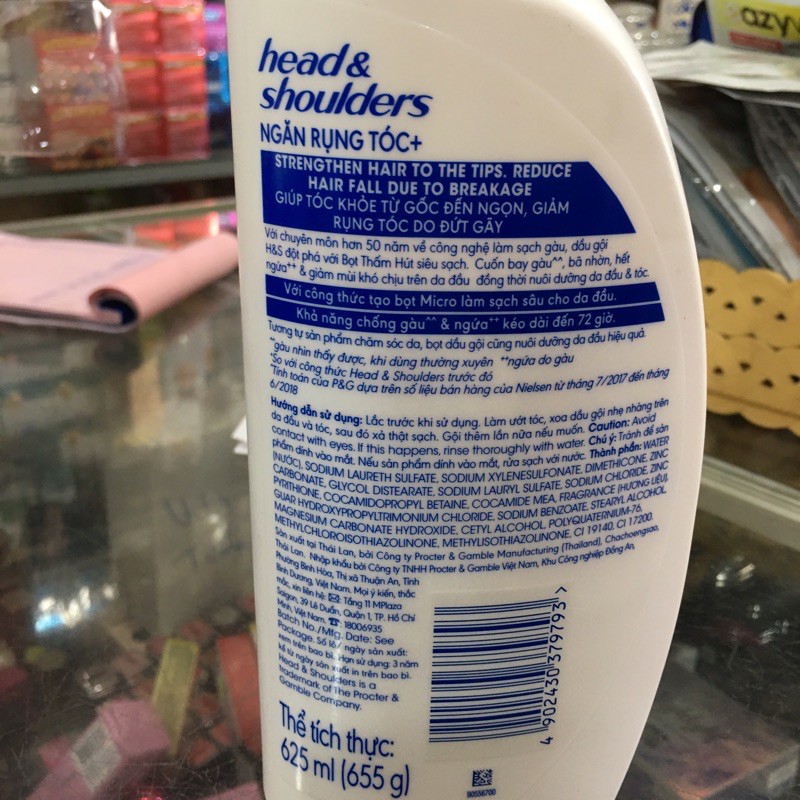 head &
shoulders
NGĂN RỤNG TÓC+
STRENGTHEN HAIR TO THE TIPS. REDUCE
HAIR FALL DUE TO BREAKAGE
GIÚP TÓC KHỎE TỪ GỐC ĐẾN NGỌN, GIẢM
RỤNG TÓC DO ĐỨT GÃY
Với chuyên môn hơn 50 năm về công nghệ làm sạch gàu, dầu gội
H&S đột phá với Bọt Thấm Hút siêu sạch. Cuốn bay gàu^^, bã nhờn, hết
ngứa++ & giảm mùi khó chịu trên da đầu đồng thời nuôi dưỡng da đầu & tóc.
Với công thức tạo bọt Micro làm sạch sâu cho da đầu.
Khả năng chống gàu^^ & ngứa++ kéo dài đến 72 giờ.
Tương tự sản phẩm chăm sóc da, bọt dầu gội cũng nuôi dưỡng da đầu hiệu quả
^^gàu nhìn thấy được, khi dùng thường xuyên ++ngứa do gàu
*So với công thức Head & Shoulders trước đó
*Tính toán của P&G dựa trên số liệu bán hàng của Nielsen từ tháng 7/2017 đến tháng
6/2018
Hướng dẫn sử dụng: Lắc trước khi sử dụng. Làm ướt tóc, xoa dầu gội nhẹ nhàng trên
da đầu và tóc, sau đó xả thật sạch. Gội thêm lần nữa nếu muốn. Caution: Avoid
contact with eyes. If this happens, rinse thoroughly with water. Chú ý: Tránh để sản
phẩm dính vào mắt. Nếu sản phẩm dính vào mắt, rửa sạch với nước. Thành phần: WATER
(NƯỚC), SODIUM LAURETH SULFATE, SODIUM XYLENESULFONATE, DIMETHICONE, ZINC
CARBONATE, GLYCOL DISTEARATE, SODIUM LAURYL SULFATE, SODIUM CHLORIDE, ZINC
PYRITHIONE, COCAMIDOPROPYL BETAINE, COCAMIDE MEA, FRAGRANCE (HƯƠNG LIỆU),
GUAR HYDROXYPROPYLTRIMONIUM CHLORIDE, SODIUM BENZOATE, STEARYL ALCOHOL
MAGNESIUM CARBONATE HYDROXIDE, CETYL ALCOHOL, POLYQUATERNIUM-76,
METHYLCHLOROISOTHIAZOLINONE, METHYLISOTHIAZOLINONE, CI 19140, CI 17200.
Sản xuất tại Thái Lan, bởi Công ty Procter & Gamble Manufacturing (Thailand), Chachoengsao,
Thái Lan. Nhập khẩu bởi Công ty TNHH Procter & Gamble Việt Nam, Khu Công nghiệp Đồng An,
Phường Bình Hòa, Thị xã Thuận An, Tỉnh
Bình Dương, Việt Nam. Mọi ý kiến, thắc
mắc, xin liên hệ: Tầng 11 MPlaza
Saigon, 39 Lê Duẩn, Quận 1, TP. Hồ Chí
Minh, Việt Nam. 18006935
Batch No./Mfg. Date: See
Package. Số lô, ngày sản xuất:
xem trên bao bì. Hạn sử dụng: 3 năm
kể từ ngày sản xuất in trên bao bì.
Head & Shoulders is a
trademark of The Procter &
Gamble Company.
Thể tích thực:
625 ml (655 g)
4 902430 379793 >
90556700
azy